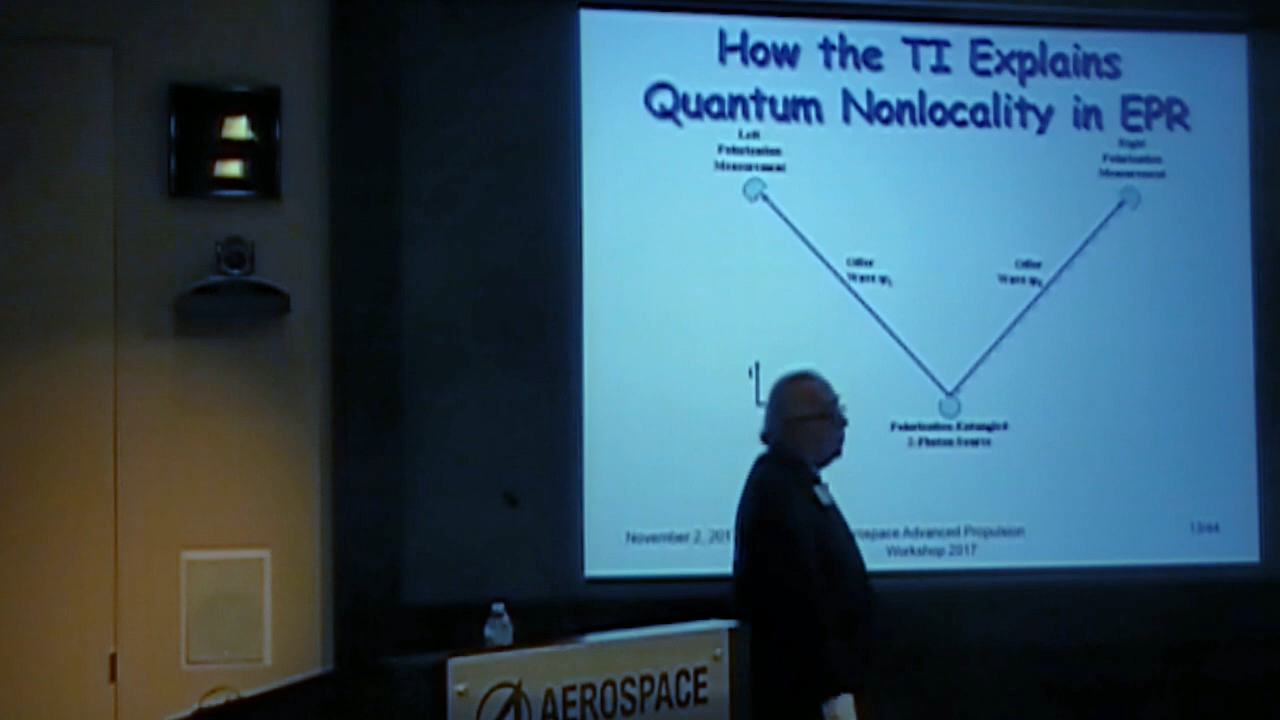 How the TI Explains
Quantum Nonlocality in EPR
Left
Polarization
Measurement
Right
Polarization
Measurement
Offer
Offer
Polarization-Entangled
2-Photon Source
November 2, 201
Aerospace Advanced Propulsion
Workshop 2017
AEROSPACE